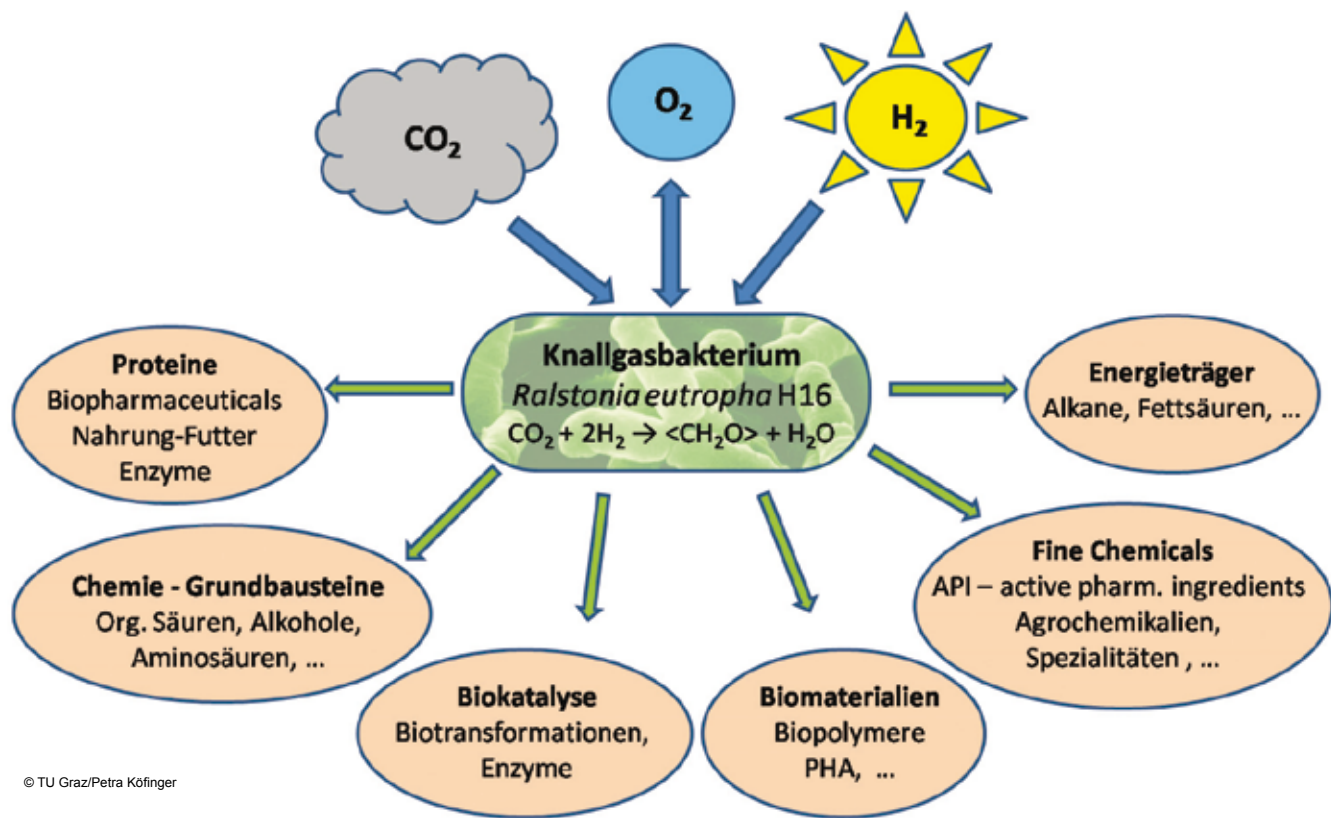 CO₂
O₂
H₂
Knallgasbakterium
Ralstonia eutropha H16
CO₂ + 2H₂ → <CH₂O> + H₂O
Proteine
Biopharmaceuticals
Nahrung-Futter
Enzyme
Energieträger
Alkane, Fettsäuren, ...
Chemie - Grundbausteine
Org. Säuren, Alkohole,
Aminosäuren, ...
Fine Chemicals
API – active pharm. ingredients
Agrochemikalien,
Spezialitäten , ...
Biokatalyse
Biotransformationen,
Enzyme
Biomaterialien
Biopolymere
PHA, ...
© TU Graz/Petra Köfinger